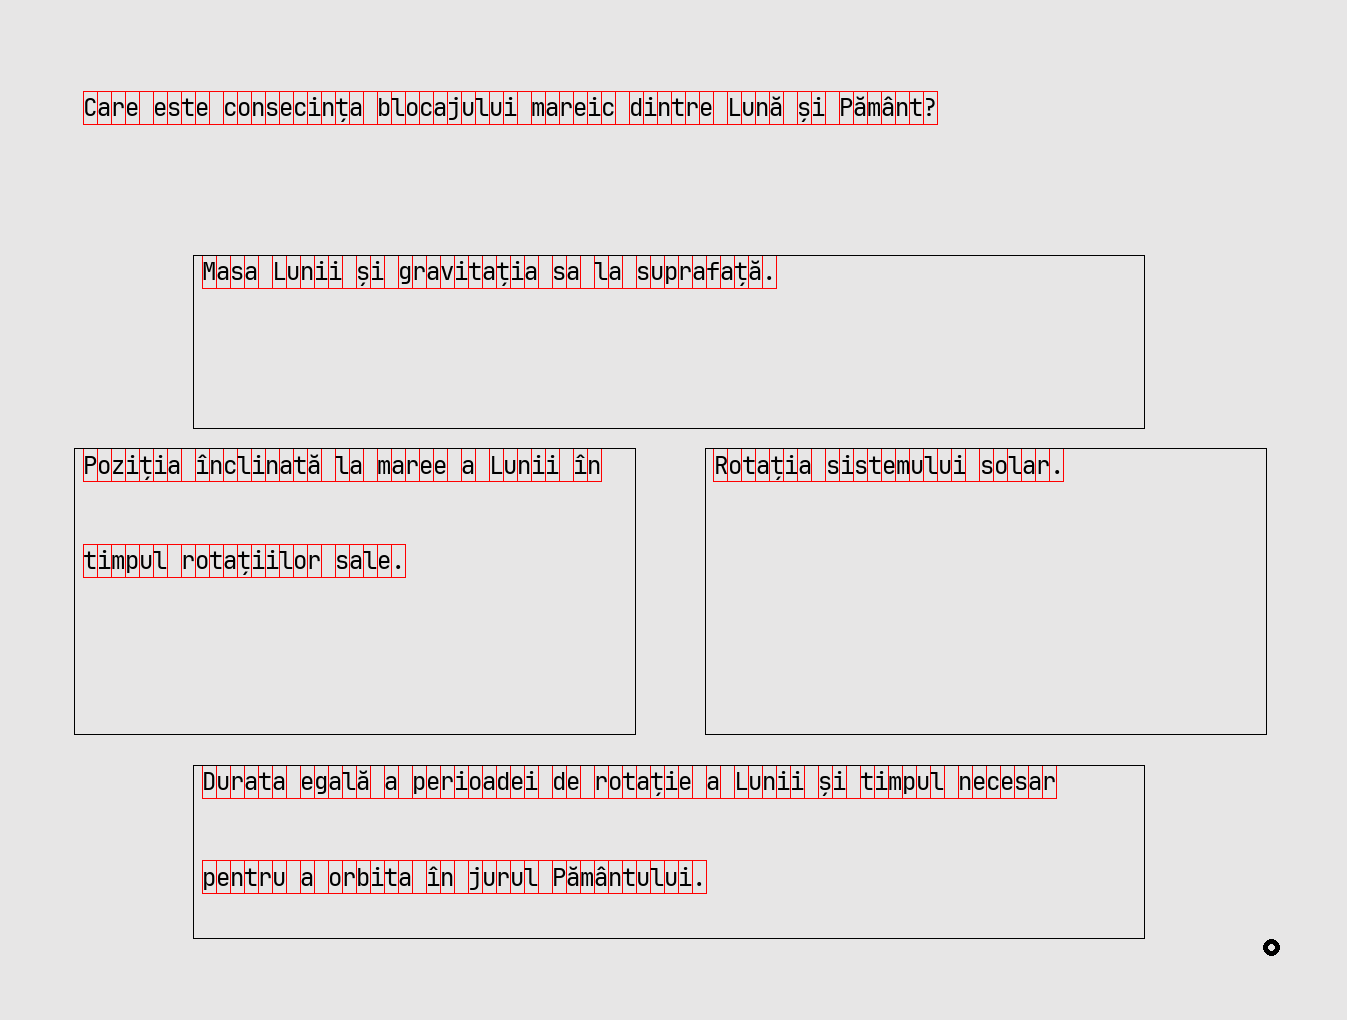 Care este consecința blocajului mareic dintre Lună și Pământ?
Masa Lunii și gravitația sa la suprafață.
Poziția înclinată la maree a Lunii în
timpul rotațiilor sale.
Rotația sistemului solar.
Durata egală a perioadei de rotație a Lunii și timpul necesar
pentru a orbita în jurul Pământului.